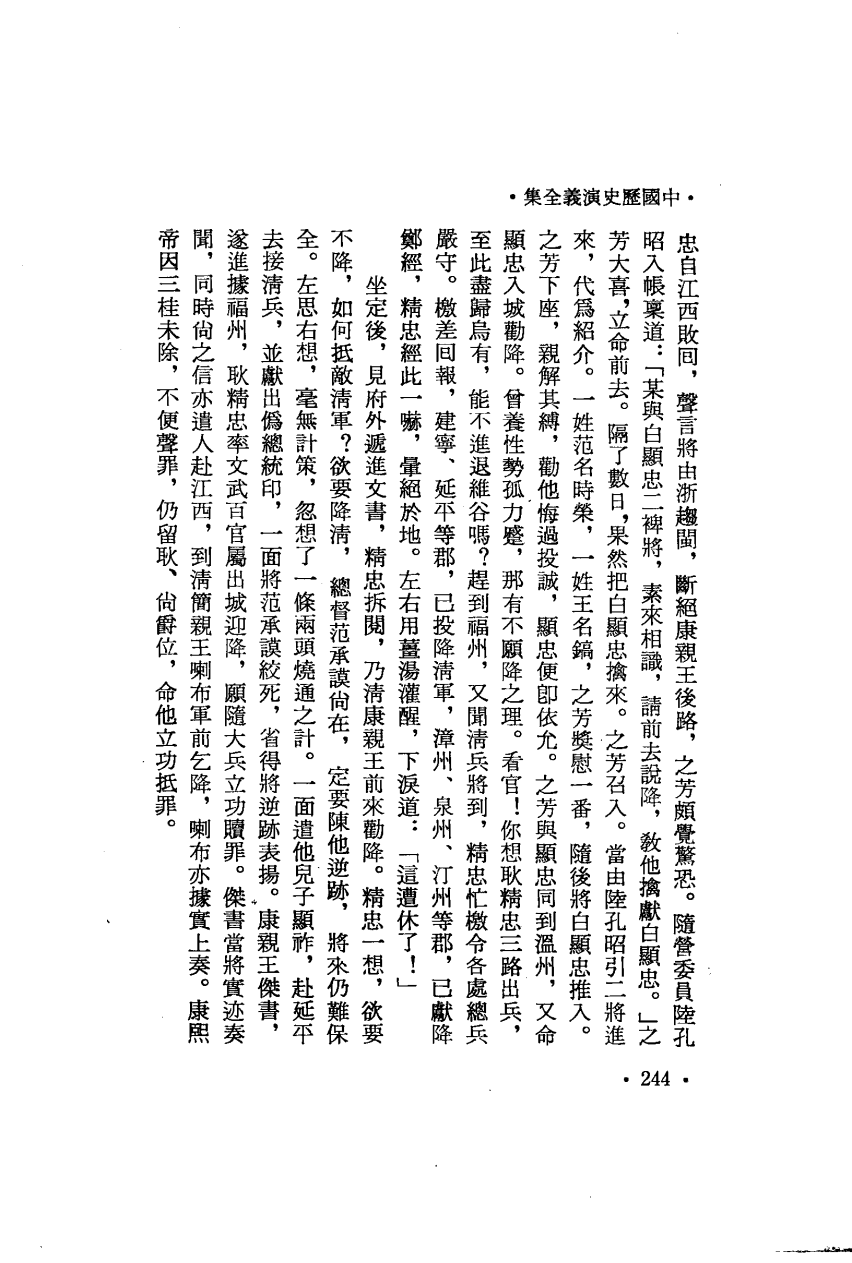 ·中國歷史演義全集·
忠自江西敗回，聲言將由浙趨閩，斷絕康親王後路，之芳頗覺驚恐。隨營委員陸孔
昭入帳稟道：「某與白顯忠二裨將，素來相識，請前去說降，教他擒獻白顯忠。」之
芳大喜，立命前去。隔了數日，果然把白顯忠擒來。之芳召入。當由陸孔昭引二將進
來，代爲紹介。一姓范名時榮，一姓王名鎬，之芳獎慰一番，隨後將白顯忠推入。
之芳下座，親解其縛，勸他悔過投誠，顯忠便卽依允。之芳與顯忠同到溫州，又命
顯忠入城勸降。曾養性勢孤力蹙，那有不願降之理。看官！你想耿精忠三路出兵，
至此盡歸烏有，能不進退維谷嗎？趕到福州，又聞清兵將到，精忠忙檄令各處總兵
嚴守。檄差回報，建寧、延平等郡，已投降清軍，漳州、泉州、汀州等郡，已獻降
鄭經，精忠經此一嚇，暈絕於地。左右用薑湯灌醒，下淚道：「這遭休了！」
坐定後，見府外遞進文書，精忠拆閱，乃清康親王前來勸降。精忠一想，欲要
不降，如何抵敵清軍？欲要降清，總督范承謨尙在，定要陳他逆跡，將來仍難保
全。左思右想，毫無計策，忽想了一條兩頭燒通之計。一面遣他兒子顯祚，赴延平
去接清兵，並獻出僞總統印，一面將范承謨絞死，省得將逆跡表揚。康親王傑書，
遂進據福州，耿精忠率文武百官屬出城迎降，願隨大兵立功贖罪。傑書當將實迹奏
聞，同時尙之信亦遣人赴江西，到清簡親王喇布軍前乞降，喇布亦據實上奏。康熙
帝因三桂未除，不便聲罪，仍留耿、尙爵位，命他立功抵罪。
·244·